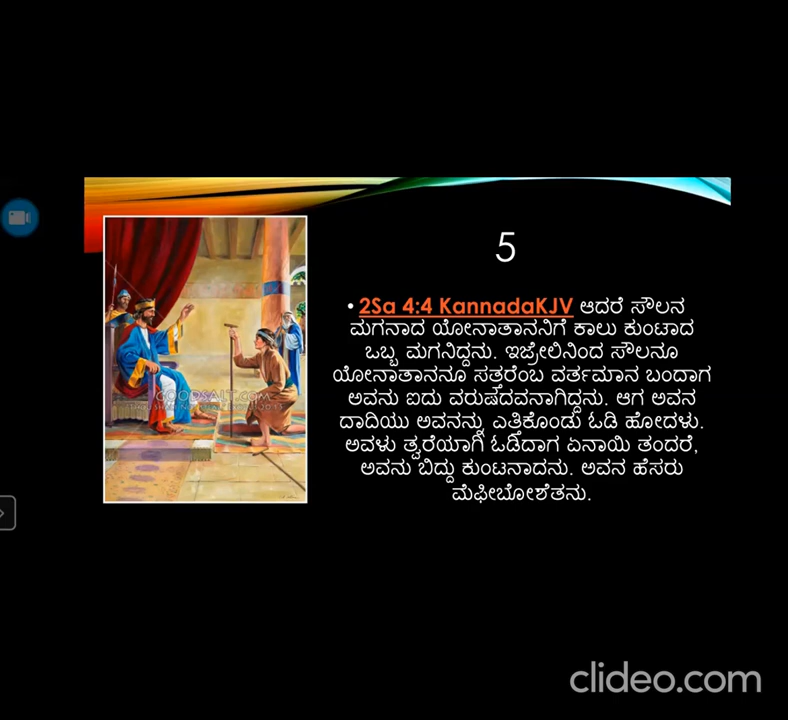 5
• 2Sa 4:4 KannadaKJV ಆದರೆ ಸೌಲನ
ಮಗನಾದ ಯೋನಾತಾನನಿಗೆ ಕಾಲು ಕುಂಟಾದ
ಒಬ್ಬ ಮಗನಿದ್ದನು. ಇಜ್ರೇಲಿನಿಂದ ಸೌಲನೂ
ಯೋನಾತಾನನೂ ಸತ್ತರೆಂಬ ವರ್ತಮಾನ ಬಂದಾಗ
ಅವನು ಐದು ವರುಷದವನಾಗಿದ್ದನು. ಆಗ ಅವನ
ದಾದಿಯು ಅವನನ್ನು ಎತ್ತಿಕೊಂಡು ಓಡಿ ಹೋದಳು.
ಅವಳು ತ್ವರೆಯಾಗಿ ಓಡಿದಾಗ ಏನಾಯಿ ತಂದರೆ,
ಅವನು ಬಿದ್ದು ಕುಂಟನಾದನು. ಅವನ ಹೆಸರು
ಮೆಫೀಬೋಶೆತನು.
GOODSALT.com
clideo.com